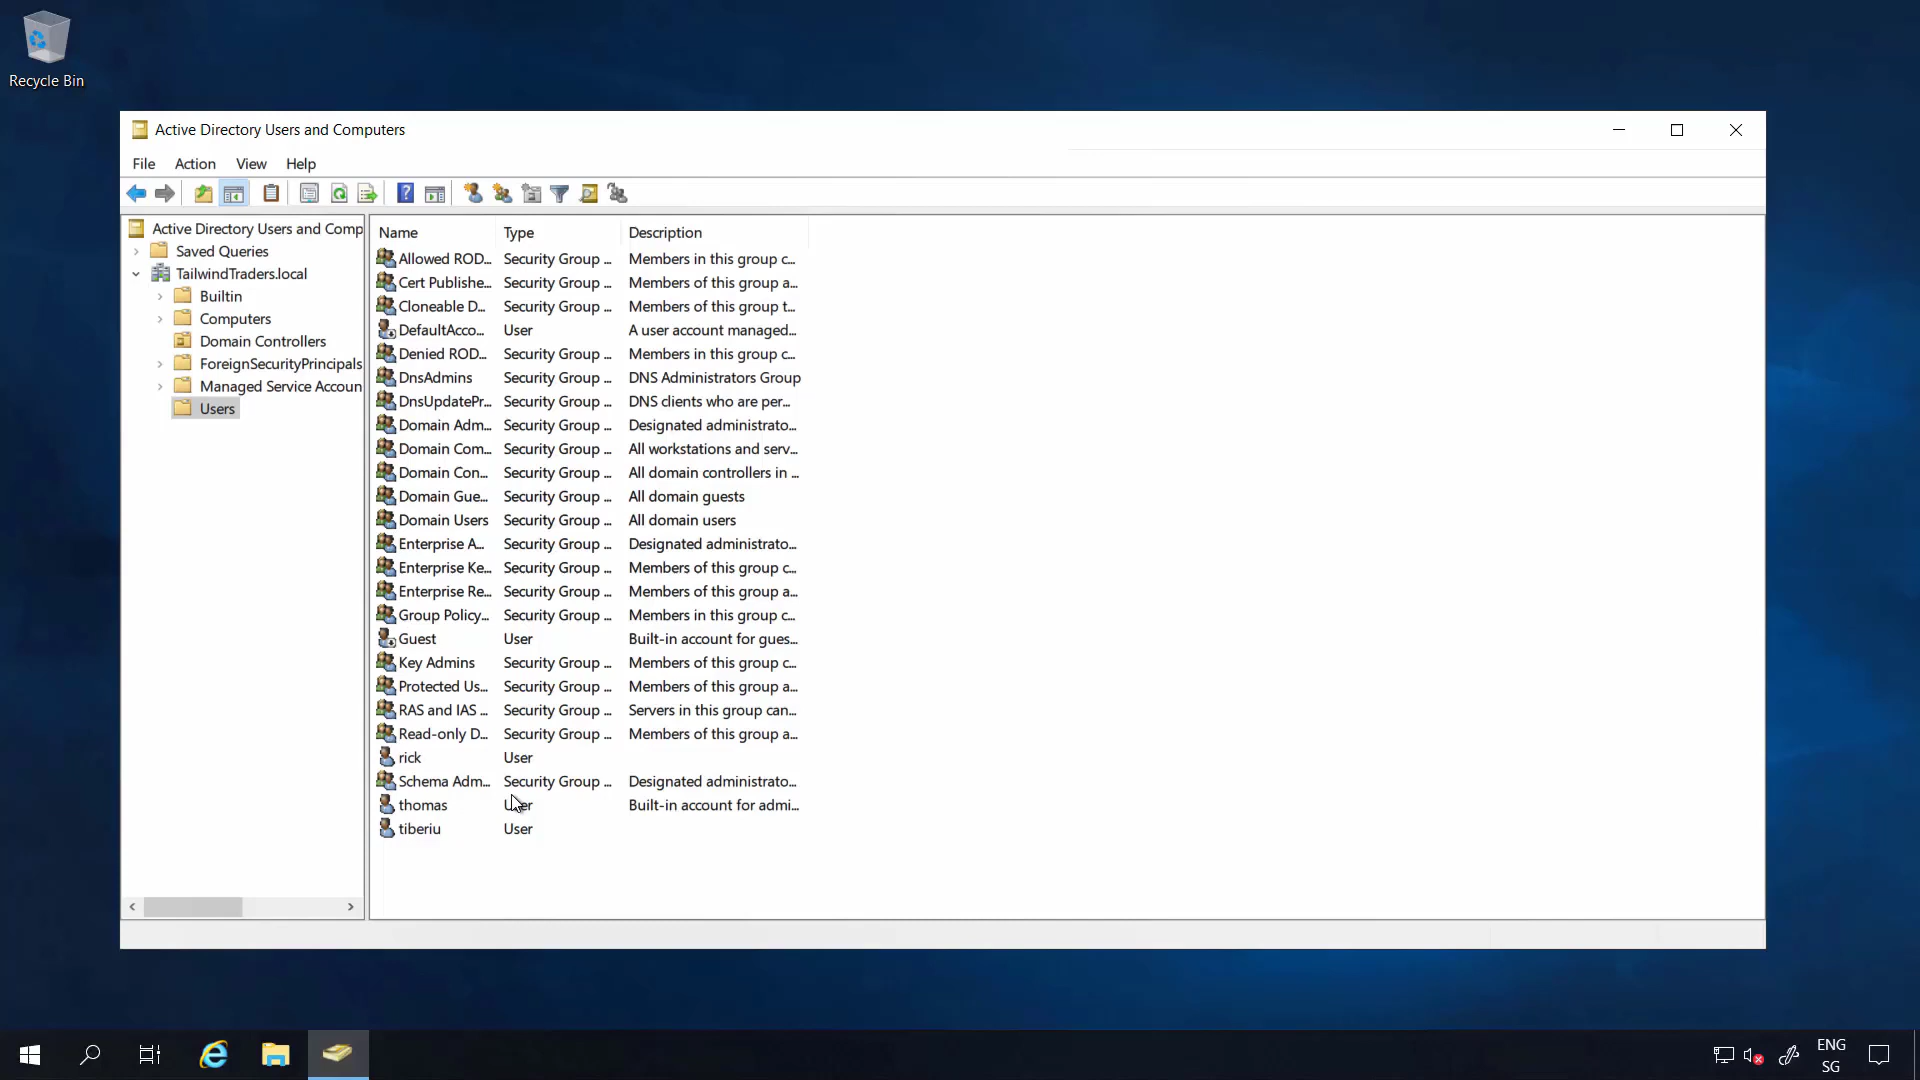 Recycle Bin
Active Directory Users and Computers
File Action View Help
Active Directory Users and Comp
Saved Queries
TailwindTraders.local
Builtin
Computers
Domain Controllers
ForeignSecurityPrincipals
Managed Service Accoun
Users
Name Type Description
Allowed ROD... Security Group ... Members in this group c...
Cert Publishe... Security Group ... Members of this group a...
Cloneable D... Security Group ... Members of this group t...
DefaultAcco... User A user account managed...
Denied ROD... Security Group ... Members in this group c...
DnsAdmins Security Group ... DNS Administrators Group
DnsUpdatePr... Security Group ... DNS clients who are per...
Domain Adm... Security Group ... Designated administrato...
Domain Com... Security Group ... All workstations and serv...
Domain Con... Security Group ... All domain controllers in ...
Domain Gue... Security Group ... All domain guests
Domain Users Security Group ... All domain users
Enterprise A... Security Group ... Designated administrato...
Enterprise Ke... Security Group ... Members of this group c...
Enterprise Re... Security Group ... Members of this group a...
Group Policy... Security Group ... Members in this group c...
Guest User Built-in account for gues...
Key Admins Security Group ... Members of this group c...
Protected Us... Security Group ... Members of this group a...
RAS and IAS ... Security Group ... Servers in this group can...
Read-only D... Security Group ... Members of this group a...
rick User
Schema Adm... Security Group ... Designated administrato...
thomas User Built-in account for admi...
tiberiu User
ENG
SG